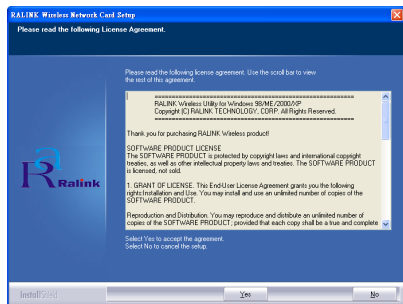 RALINK Wireless Network Card Setup
Please read the following License Agreement.
Please read the following license agreement. Use the scroll bar to view
the rest of this agreement.
============================================================
RALINK Wireless Utility for Windows 98/ME/2000/XP
Copyright (C) RALINK TECHNOLOGY, CORP. All Rights Reserved.
============================================================
Thank you for purchasing RALINK Wireless product!
SOFTWARE PRODUCT LICENSE
The SOFTWARE PRODUCT is protected by copyright laws and international copyright
treaties, as well as other intellectual property laws and treaties. The SOFTWARE PRODUCT
is licensed, not sold.
1. GRANT OF LICENSE. This End-User License Agreement grants you the following
rights:Installation and Use. You may install and use an unlimited number of copies of the
SOFTWARE PRODUCT.
Reproduction and Distribution. You may reproduce and distribute an unlimited number of
copies of the SOFTWARE PRODUCT; provided that each copy shall be a true and complete
Ralink
Select Yes to accept the agreement.
Select No to cancel the setup.
InstallShield
Yes
No